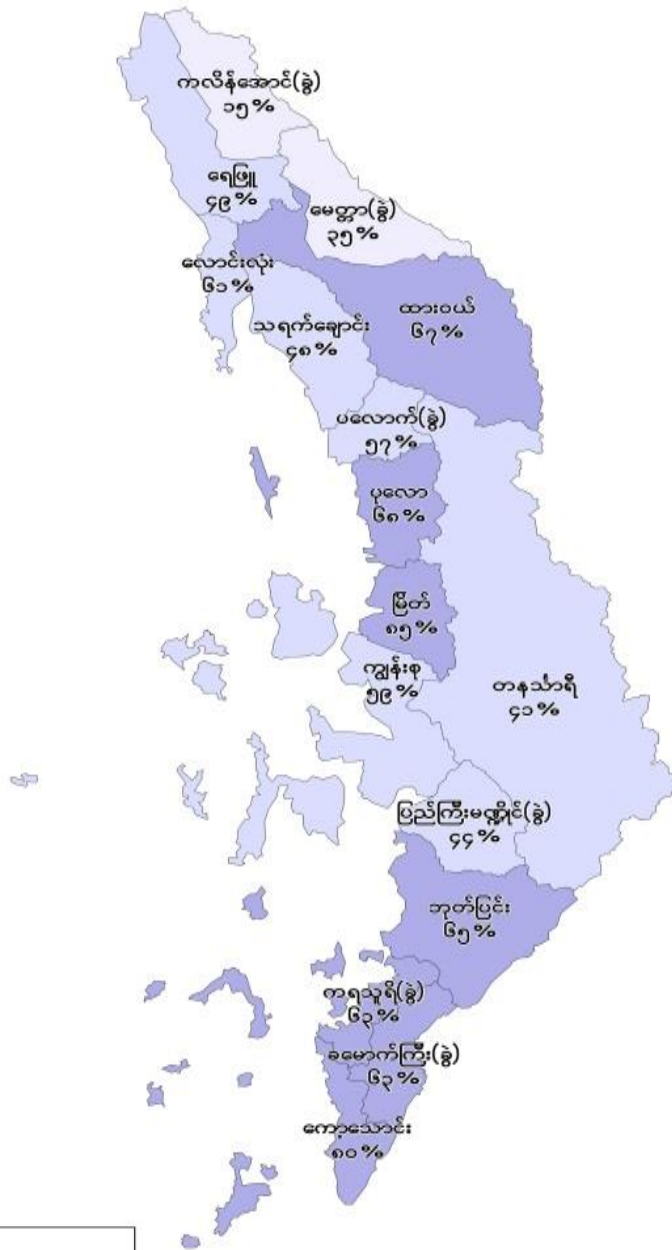 ကလိန်အောင်(ခွဲ)
၁၅%
ရေဖြူ
၄၉%
မေတ္တာ(ခွဲ)
၃၅%
လောင်းလုံး
၆၁%
ထားဝယ်
၆၇%
သရက်ချောင်း
၄၈%
ပလောက်(ခွဲ)
၅၇%
ပုလော
၆၈%
မြိတ်
၈၅%
ကျွန်းစု
၅၉%
တနင်္သာရီ
၄၁%
ပြည်ကြီးမဏ္ဍိုင်(ခွဲ)
၄၄%
ဘုတ်ပြင်း
၆၅%
ကရသူရိ(ခွဲ)
၆၃%
ခမောက်ကြီး(ခွဲ)
၆၃%
ကော့သောင်း
၈၀%